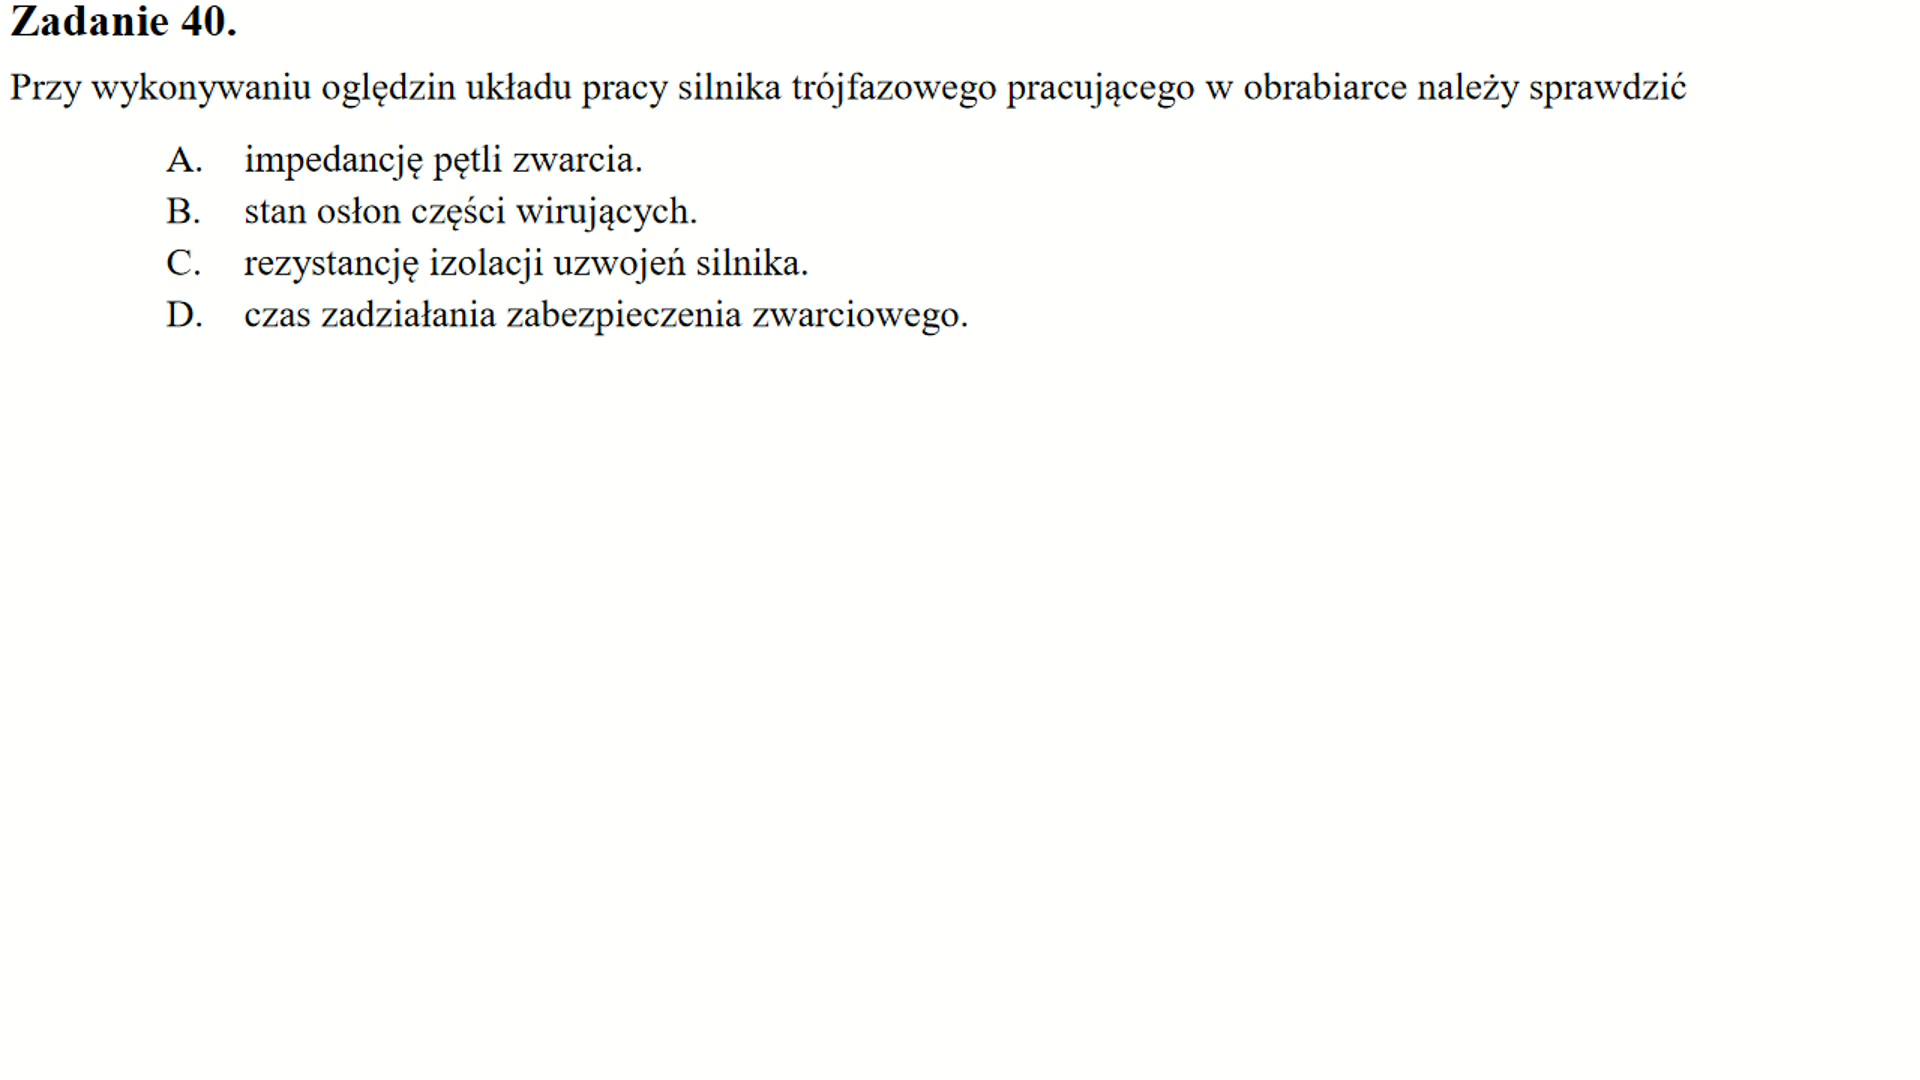 Zadanie 40.
Przy wykonywaniu oględzin układu pracy silnika trójfazowego pracującego w obrabiarce należy sprawdzić
A. impedancję pętli zwarcia.
B. stan osłon części wirujących.
C. rezystancję izolacji uzwojeń silnika.
D. czas zadziałania zabezpieczenia zwarciowego.